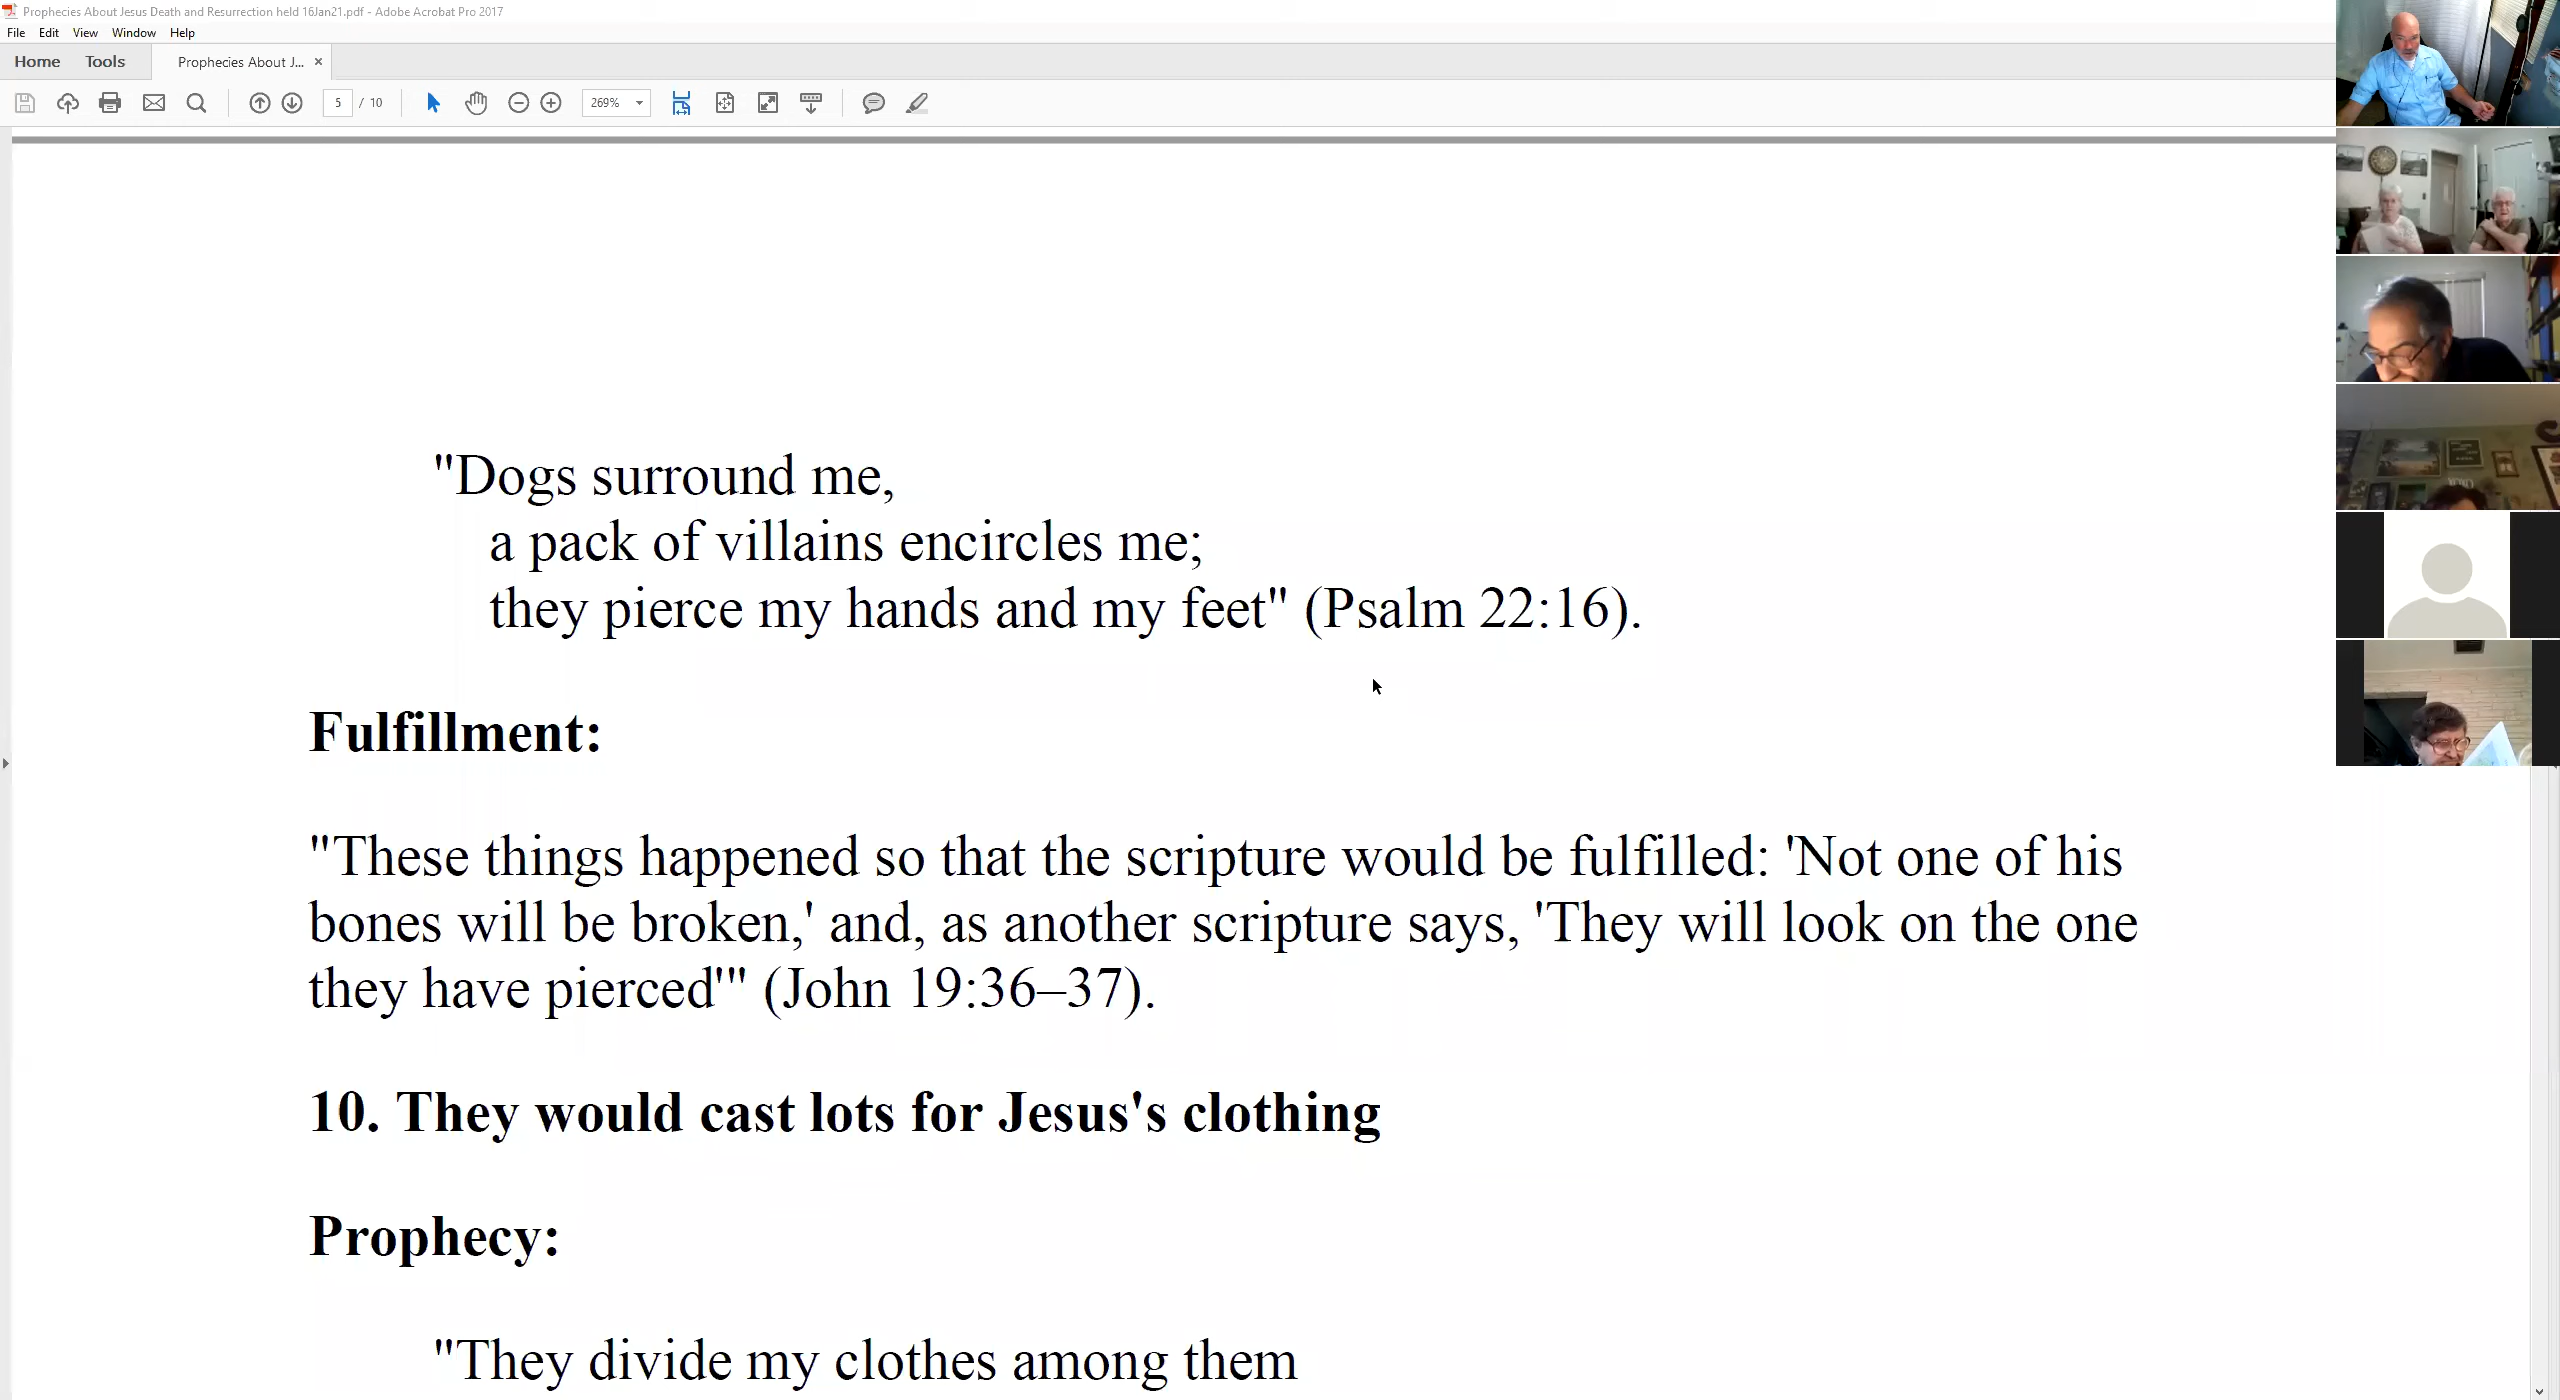 Prophecies About Jesus Death and Resurrection held 16Jan21.pdf - Adobe Acrobat Pro 2017
File Edit View Window Help
Home Tools Prophecies About J... ×
5 / 10 269%
"Dogs surround me,
a pack of villains encircles me;
they pierce my hands and my feet" (Psalm 22:16).
Fulfillment:
"These things happened so that the scripture would be fulfilled: 'Not one of his
bones will be broken,' and, as another scripture says, 'They will look on the one
they have pierced'" (John 19:36–37).
10. They would cast lots for Jesus's clothing
Prophecy:
"They divide my clothes among them